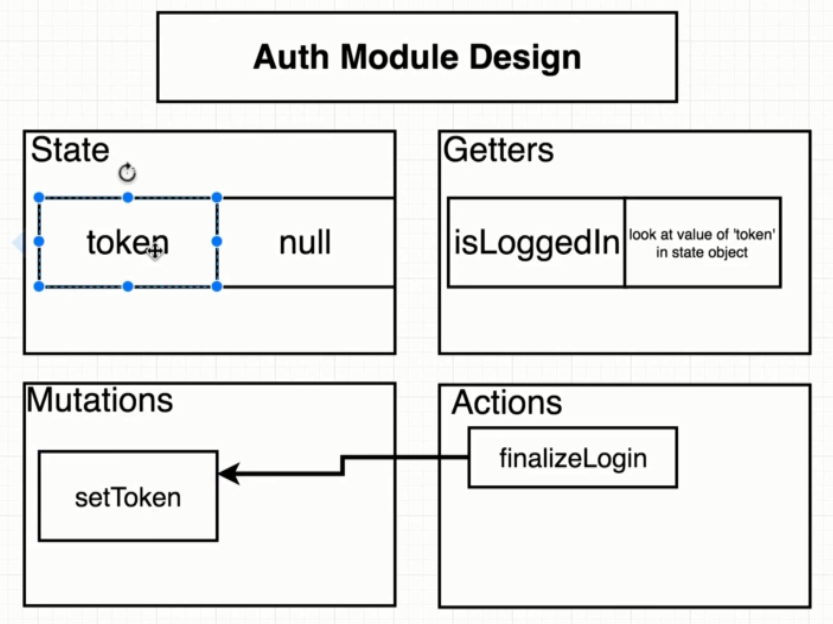 Auth Module Design
State
token
null
Getters
isLoggedIn
look at value of 'token'
in state object
Mutations
setToken
Actions
finalizeLogin